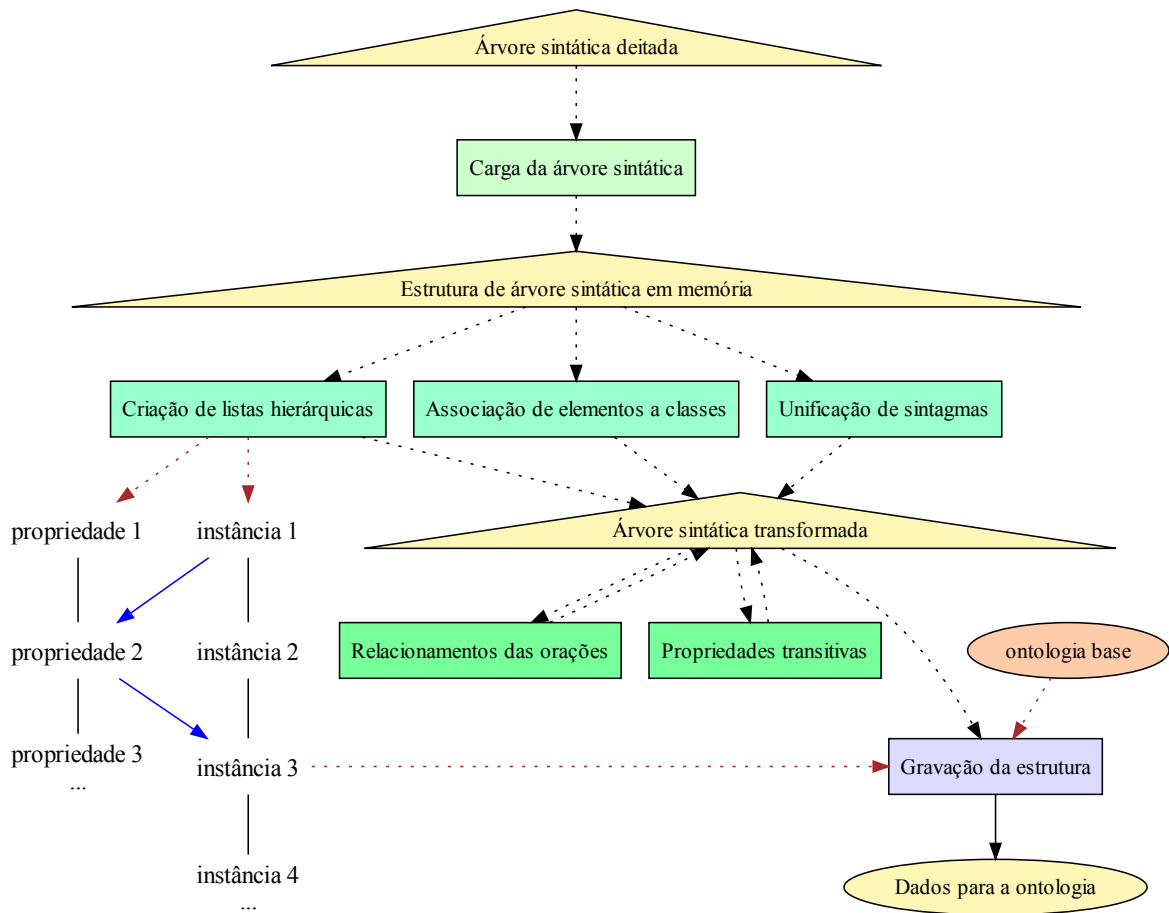 Árvore sintática deitada
Carga da árvore sintática
Estrutura de árvore sintática em memória
Criação de listas hierárquicas
Associação de elementos a classes
Unificação de sintagmas
propriedade 1
instância 1
Árvore sintática transformada
propriedade 2
instância 2
Relacionamentos das orações
Propriedades transitivas
ontologia base
propriedade 3
...
instância 3
Gravação da estrutura
instância 4
...
Dados para a ontologia